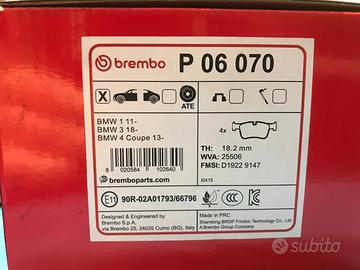 brembo P 06 070
X
ATE
4x
BMW 1 11-
BMW 3 18-
BMW 4 Coupe 13-
TH: 18.2 mm
WVA: 25506
FMSI: D1922 9147
8 020584 102640
bremboparts.com
I0415
E11 90R-02A01793/66796
Designed & Engineered by
Brembo S.p.A,
via Brembo 25, 24035 Curno (BG), Italy
Made in PRC
Shandong BRGP Friction Technology Co., Ltd
A Brembo Group Company
subito